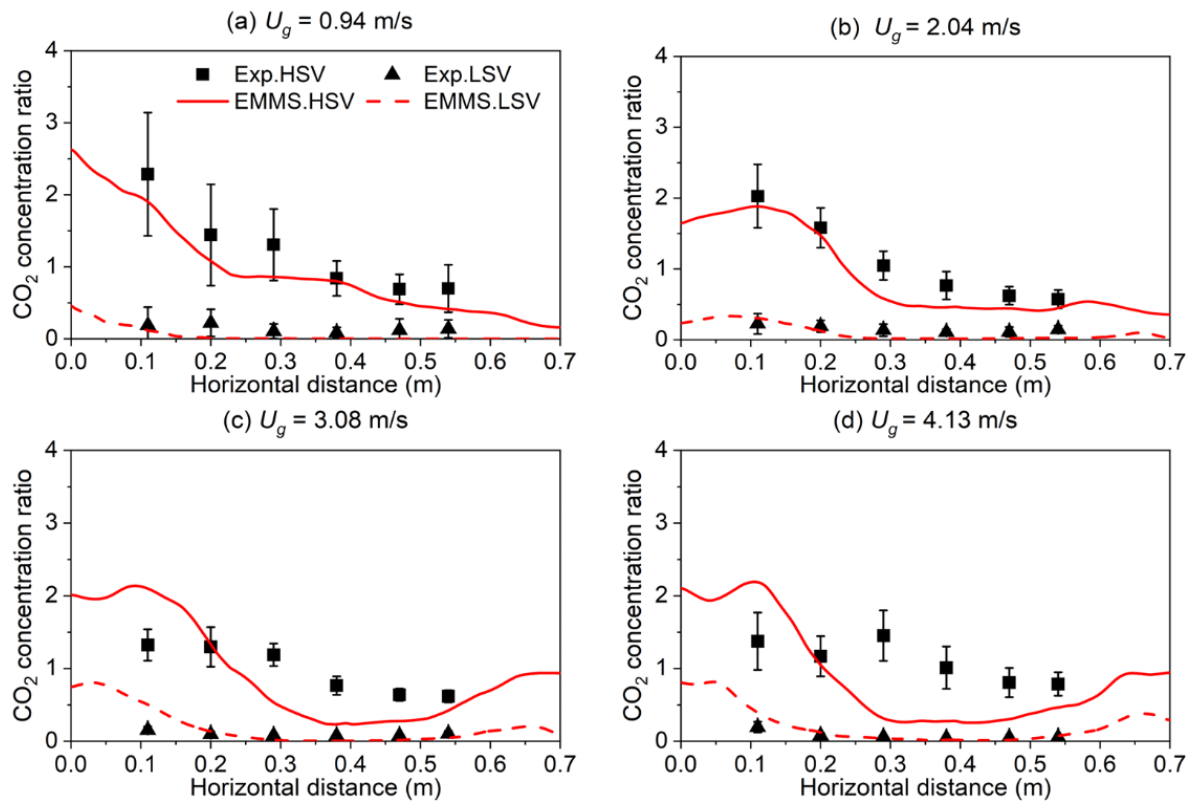 (a) U_g = 0.94 m/s
4
3
2
1
0
CO₂ concentration ratio
Exp.HSV
Exp.LSV
EMMS.HSV
EMMS.LSV
0.0 0.1 0.2 0.3 0.4 0.5 0.6 0.7
Horizontal distance (m)
(b) U_g = 2.04 m/s
4
3
2
1
0
CO₂ concentration ratio
0.0 0.1 0.2 0.3 0.4 0.5 0.6 0.7
Horizontal distance (m)
(c) U_g = 3.08 m/s
4
3
2
1
0
CO₂ concentration ratio
0.0 0.1 0.2 0.3 0.4 0.5 0.6 0.7
Horizontal distance (m)
(d) U_g = 4.13 m/s
4
3
2
1
0
CO₂ concentration ratio
0.0 0.1 0.2 0.3 0.4 0.5 0.6 0.7
Horizontal distance (m)